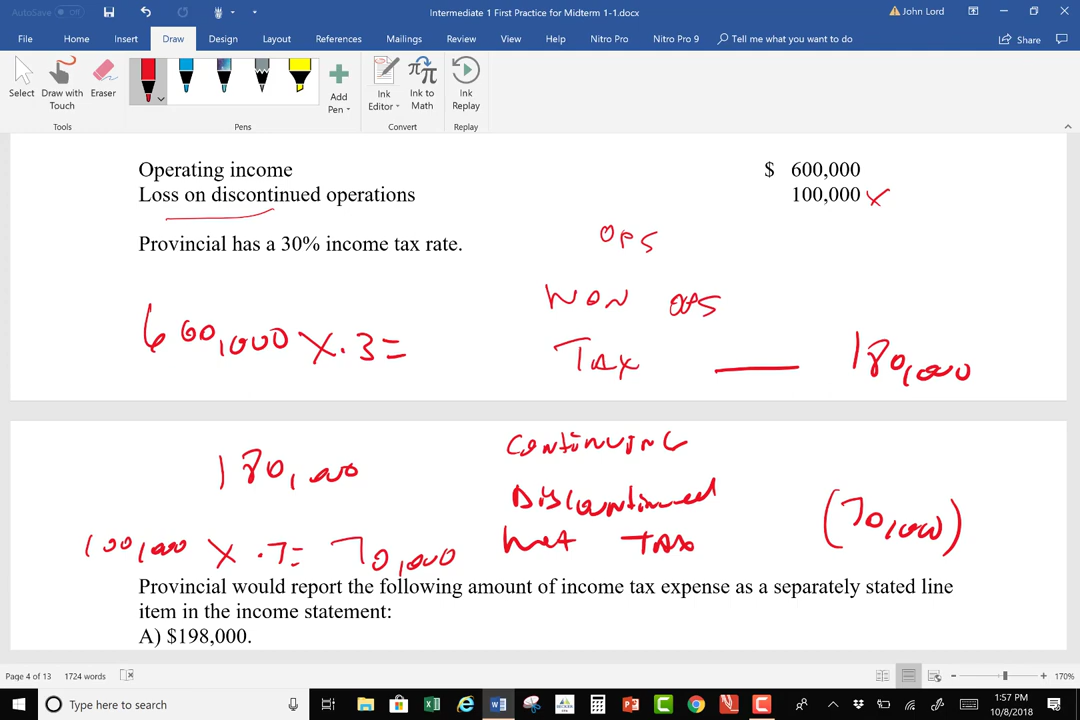 AutoSave Off
Intermediate 1 First Practice for Midterm 1-1.docx
John Lord
File Home Insert Draw Design Layout References Mailings Review View Help Nitro Pro Nitro Pro 9 Tell me what you want to do Share
Select
Draw with Touch
Eraser
Add Pen
Ink Editor
Ink to Math
Ink Replay
Tools Pens Convert Replay
Operating income $ 600,000
Loss on discontinued operations 100,000 x
OPS
Provincial has a 30% income tax rate.
NON OPS
600,000 x .3 =
TAX 180,000
CONTINUING
180,000
Discontinued (70,000)
100,000 x .7 = 70,000 Net TAX
Provincial would report the following amount of income tax expense as a separately stated line
item in the income statement:
A) $198,000.
Page 4 of 13 1724 words 170%
Type here to search
1:57 PM
10/8/2018